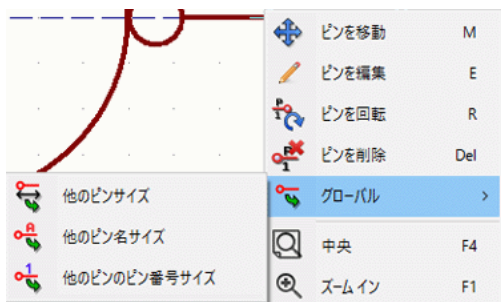 ピンを移動 M
ピンを編集 E
ピンを回転 R
ピンを削除 Del
グローバル >
他のピンサイズ
他のピン名サイズ
他のピンのピン番号サイズ
中央 F4
ズームイン F1